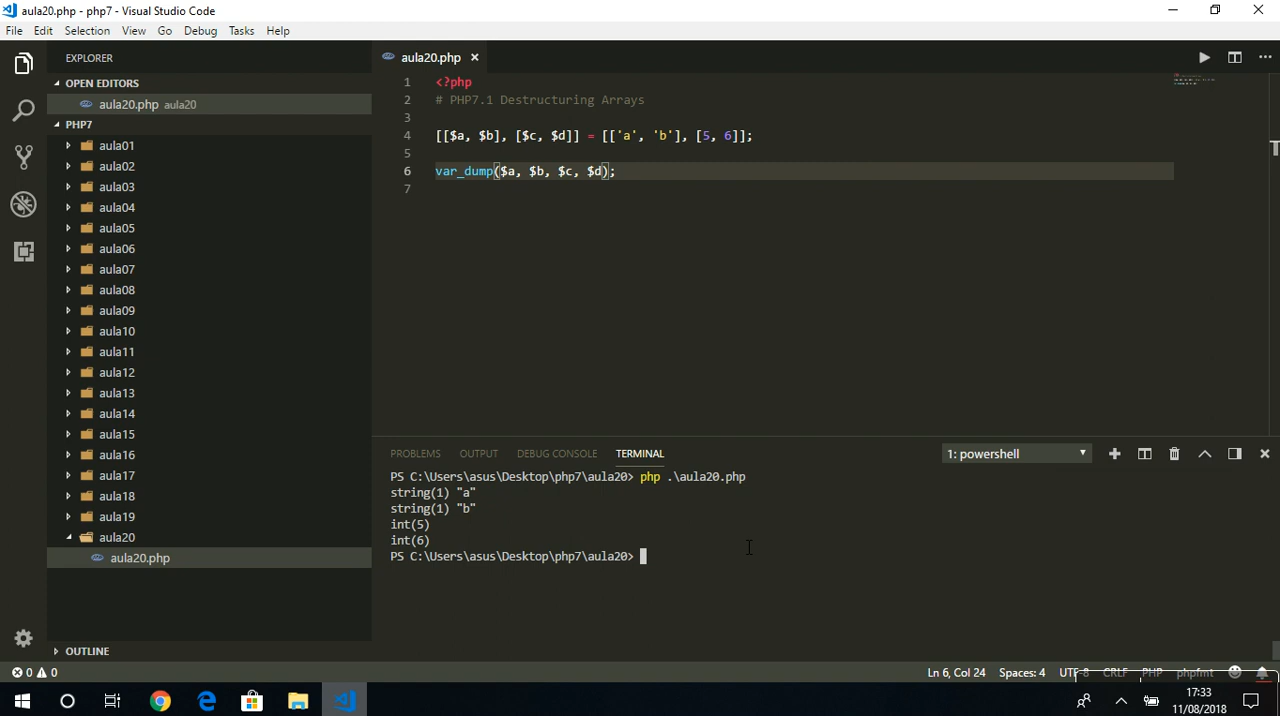 aula20.php - php7 - Visual Studio Code
File Edit Selection View Go Debug Tasks Help
EXPLORER
OPEN EDITORS
aula20.php aula20
PHP7
aula01
aula02
aula03
aula04
aula05
aula06
aula07
aula08
aula09
aula10
aula11
aula12
aula13
aula14
aula15
aula16
aula17
aula18
aula19
aula20
aula20.php
OUTLINE
aula20.php
1 <?php
2 # PHP7.1 Destructuring Arrays
3
4 [[$a, $b], [$c, $d]] = [['a', 'b'], [5, 6]];
5
6 var_dump($a, $b, $c, $d);
7
PROBLEMS OUTPUT DEBUG CONSOLE TERMINAL 1: powershell
PS C:\Users\asus\Desktop\php7\aula20> php .\aula20.php
string(1) "a"
string(1) "b"
int(5)
int(6)
PS C:\Users\asus\Desktop\php7\aula20>
0 0 Ln 6, Col 24 Spaces: 4 UTF-8 CRLF PHP phpfmt
17:33
11/08/2018